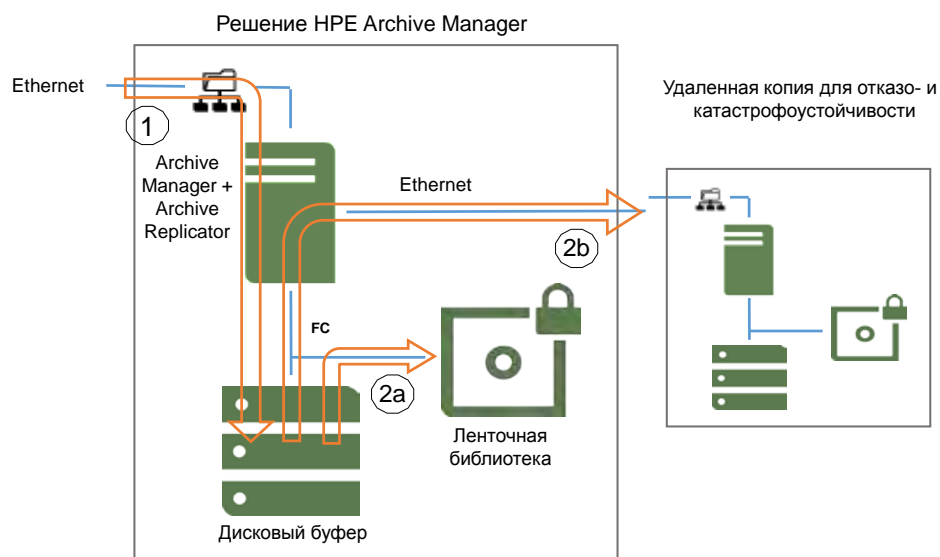 Решение HPE Archive Manager
Ethernet
Удаленная копия для отказо- и
катастрофоустойчивости
1
Archive
Manager +
Archive
Replicator
Ethernet
2b
FC
2a
Ленточная
библиотека
Дисковый буфер